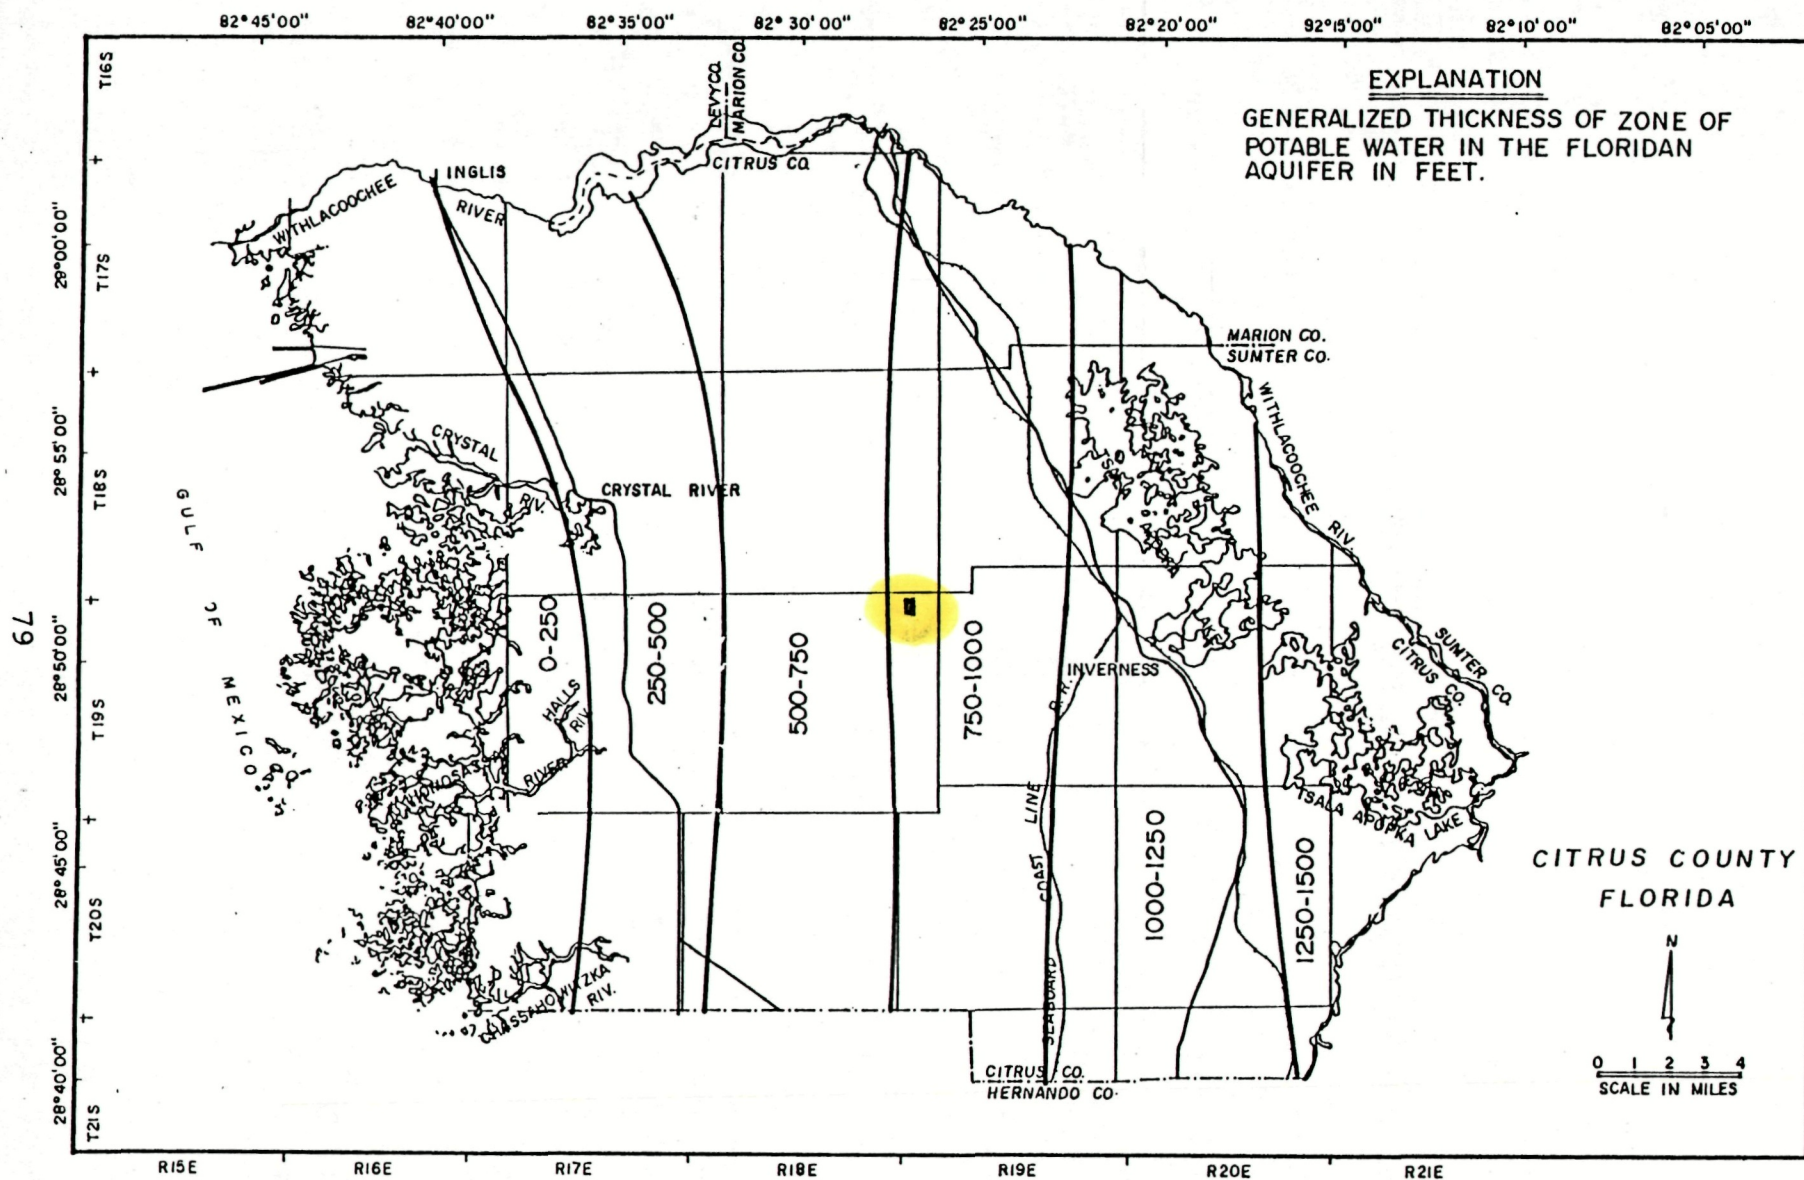 82°45'00" 82°40'00" 82°35'00" 82°30'00" 82°25'00" 82°20'00" 82°15'00" 82°10'00" 82°05'00"
EXPLANATION
GENERALIZED THICKNESS OF ZONE OF
POTABLE WATER IN THE FLORIDAN
AQUIFER IN FEET.
T16S
29°00'00"
T17S
28°55'00"
T18S
28°50'00"
T19S
28°45'00"
T20S
28°40'00"
T21S
79
LEVY CO.
MARION CO.
CITRUS CO.
INGLIS
WITHLACOOCHEE
RIVER
MARION CO.
SUMTER CO.
WITHLACOOCHEE RIV.
CRYSTAL
RIV.
CRYSTAL RIVER
GULF OF MEXICO
TSALA APOPKA
LAKE
0-250
250-500
500-750
750-1000
1000-1250
1250-1500
HALLS
RIV.
RIVER
INVERNESS
SEABOARD COAST LINE R.R.
SUMTER CO.
CITRUS CO.
TSALA APOPKA LAKE
CHASSAHOWITZKA
RIV.
CITRUS CO.
HERNANDO CO.
CITRUS COUNTY
FLORIDA
N
0 1 2 3 4
SCALE IN MILES
R15E R16E R17E R18E R19E R20E R21E